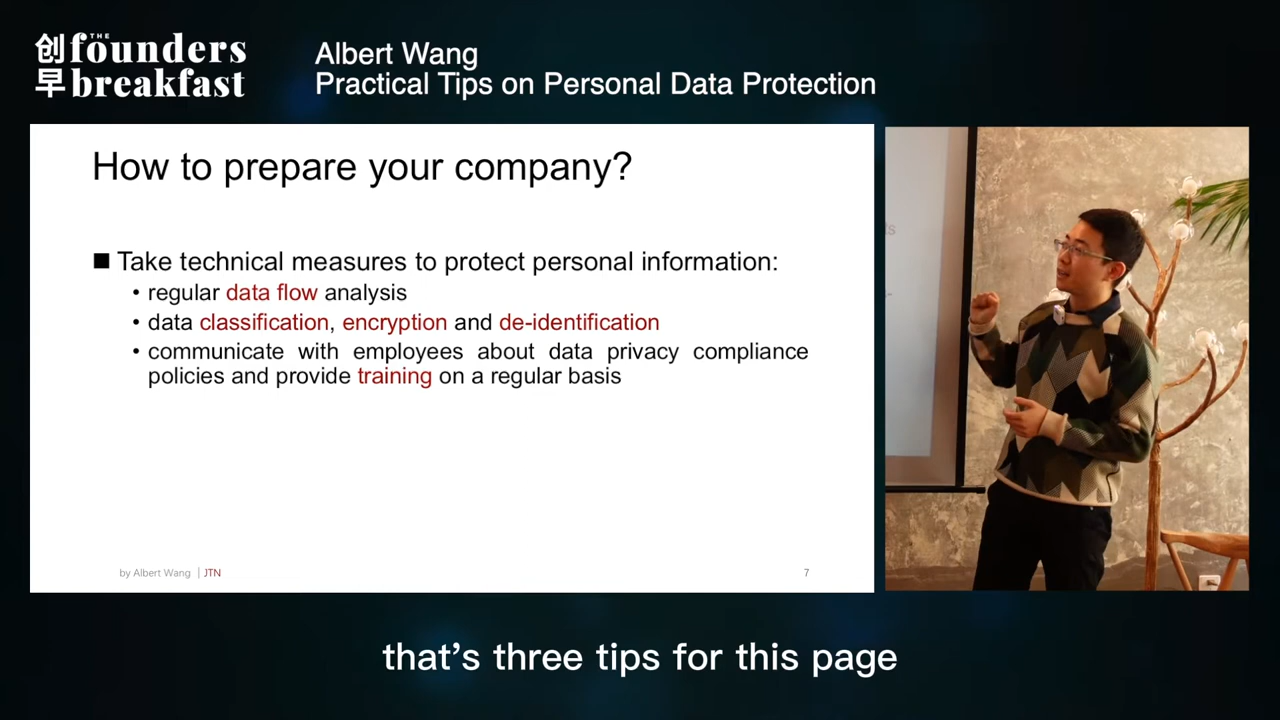 创 THE founders
早 breakfast
Albert Wang
Practical Tips on Personal Data Protection
How to prepare your company?
■ Take technical measures to protect personal information:
• regular data flow analysis
• data classification, encryption and de-identification
• communicate with employees about data privacy compliance
policies and provide training on a regular basis
by Albert Wang | JTN
7
that's three tips for this page